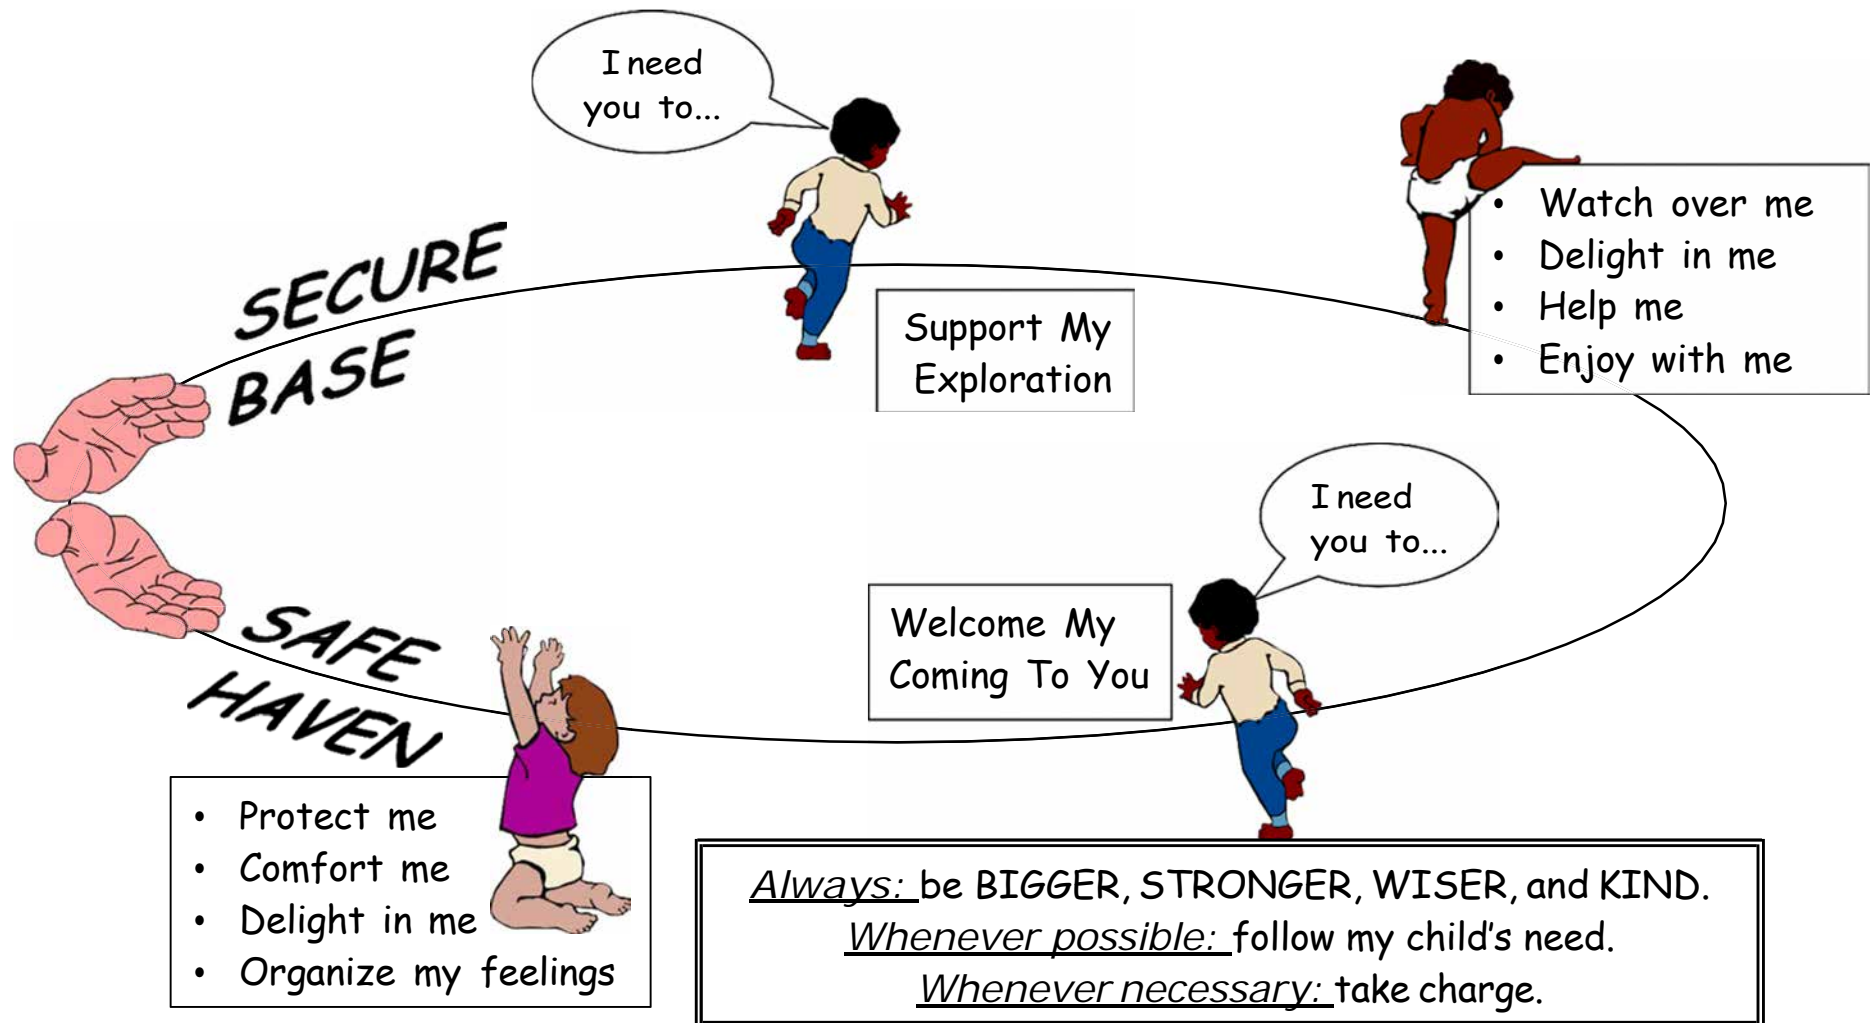 I need
you to...
SECURE
BASE
Support My
Exploration
• Watch over me
• Delight in me
• Help me
• Enjoy with me
I need
you to...
Welcome My
Coming To You
SAFE
HAVEN
• Protect me
• Comfort me
• Delight in me
• Organize my feelings
Always: be BIGGER, STRONGER, WISER, and KIND.
Whenever possible: follow my child's need.
Whenever necessary: take charge.